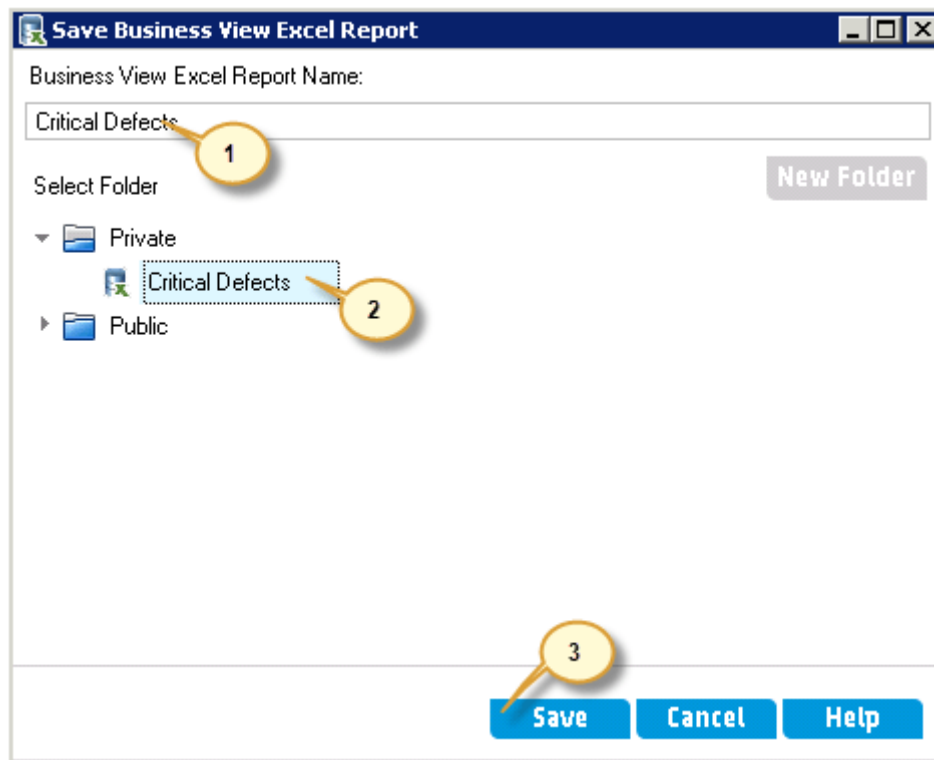 Save Business View Excel Report
Business View Excel Report Name:
Critical Defects
1
Select Folder
New Folder
Private
Critical Defects
2
Public
3
Save Cancel Help